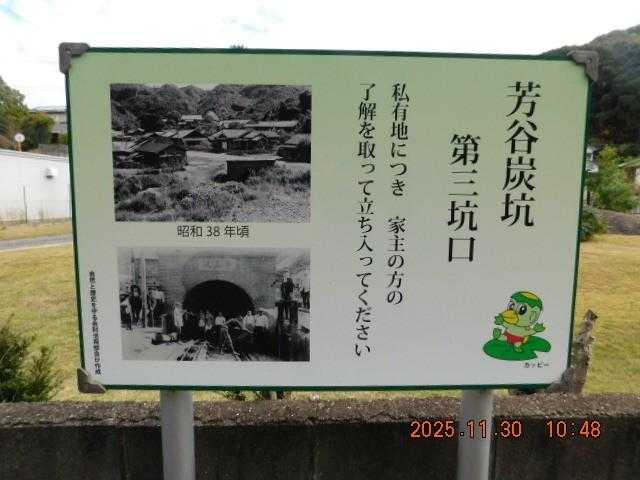 芳谷炭坑
第三坑口
私有地につき　家主の方の
了解を取って立ち入ってください
昭和38年頃
カッピー
2025.11.30 10:48